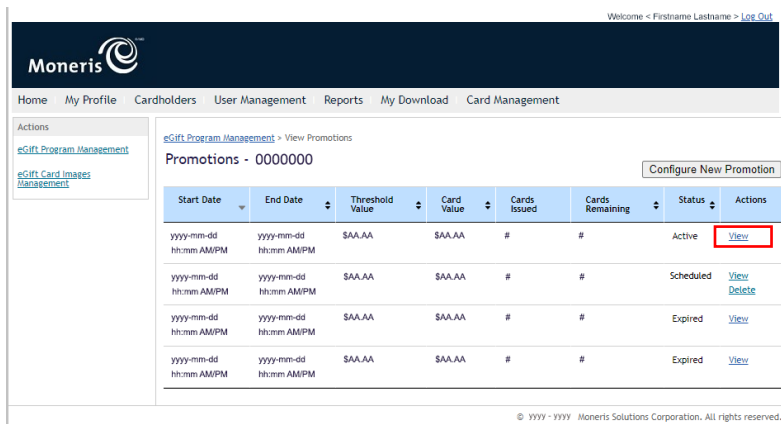 Welcome < Firstname Lastname > Log Out
Moneris
Home My Profile Cardholders User Management Reports My Download Card Management
Actions
eGift Program Management
eGift Card Images
Management
eGift Program Management > View Promotions
Promotions - 0000000
Configure New Promotion
Start Date End Date Threshold Value Card Value Cards Issued Cards Remaining Status Actions
yyyy-mm-dd yyyy-mm-dd $AA.AA $AA.AA # # Active View
hh:mm AM/PM hh:mm AM/PM
yyyy-mm-dd yyyy-mm-dd $AA.AA $AA.AA # # Scheduled View
hh:mm AM/PM hh:mm AM/PM Delete
yyyy-mm-dd yyyy-mm-dd $AA.AA $AA.AA # # Expired View
hh:mm AM/PM hh:mm AM/PM
yyyy-mm-dd yyyy-mm-dd $AA.AA $AA.AA # # Expired View
hh:mm AM/PM hh:mm AM/PM
© yyyy - yyyy Moneris Solutions Corporation. All rights reserved.